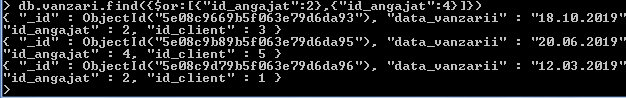 > db.vanzari.find({$or:[{"id_angajat":2},{"id_angajat":4}]})
{ "_id" : ObjectId("5e08c9669b5f063e79d6da93"), "data_vanzarii" : "18.10.2019",
"id_angajat" : 2, "id_client" : 3 }
{ "_id" : ObjectId("5e08c9b89b5f063e79d6da95"), "data_vanzarii" : "20.06.2019",
"id_angajat" : 4, "id_client" : 5 }
{ "_id" : ObjectId("5e08c9d79b5f063e79d6da96"), "data_vanzarii" : "12.03.2019",
"id_angajat" : 2, "id_client" : 1 }
>